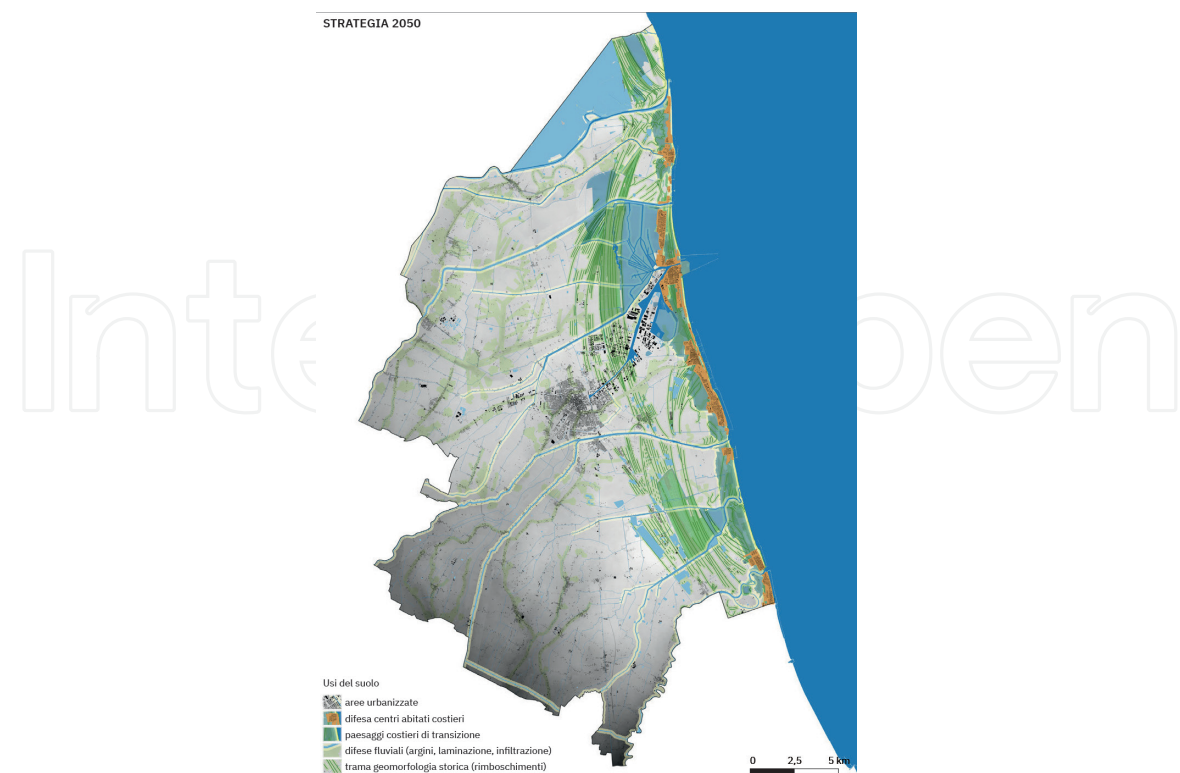 STRATEGIA 2050
Usi del suolo
aree urbanizzate
difesa centri abitati costieri
paesaggi costieri di transizione
difese fluviali (argini, laminazione, infiltrazione)
trama geomorfologia storica (rimboschimenti)
0 2,5 5 km